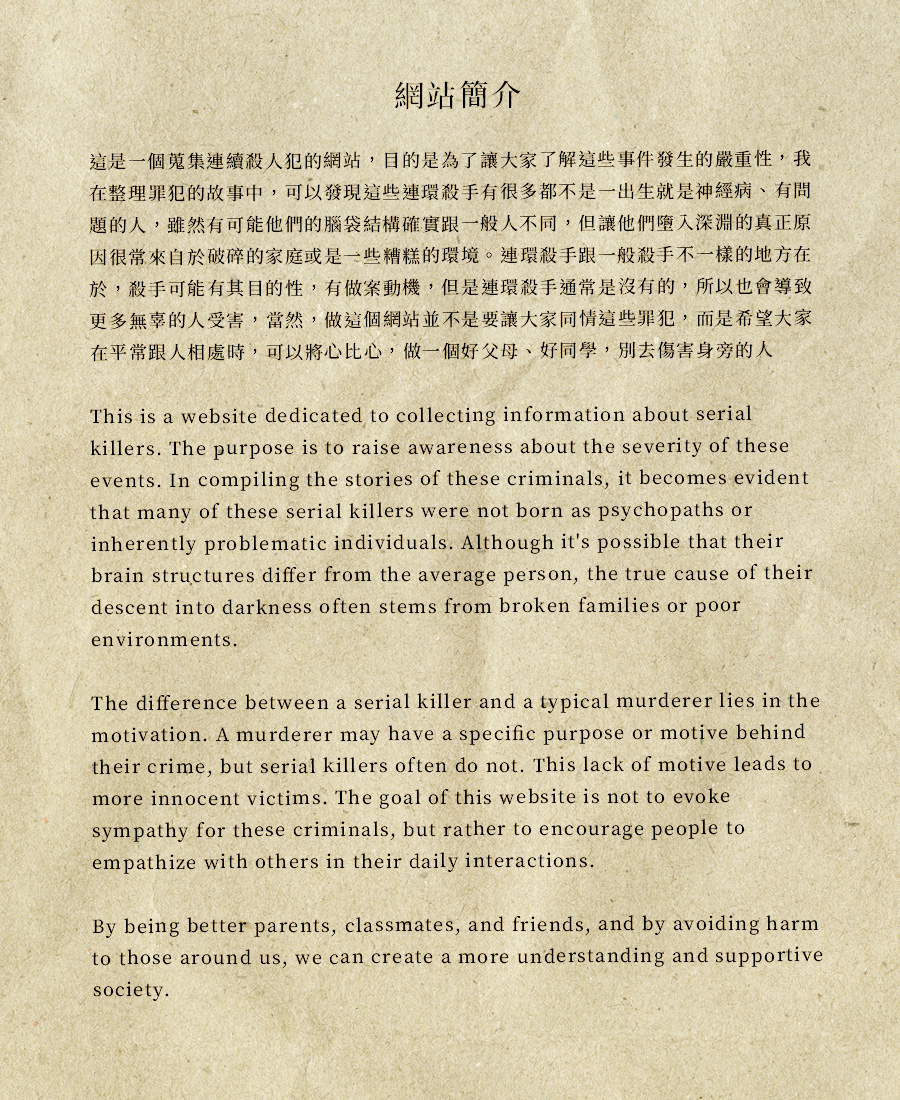 網站簡介
這是一個蒐集連續殺人犯的網站，目的是為了讓大家了解這些事件發生的嚴重性，我
在整理罪犯的故事中，可以發現這些連環殺手有很多都不是一出生就是神經病、有問
題的人，雖然有可能他們的腦袋結構確實跟一般人不同，但讓他們墮入深淵的真正原
因很常來自於破碎的家庭或是一些糟糕的環境。連環殺手跟一般殺手不一樣的地方在
於，殺手可能有其目的性，有做案動機，但是連環殺手通常是沒有的，所以也會導致
更多無辜的人受害，當然，做這個網站並不是要讓大家同情這些罪犯，而是希望大家
在平常跟人相處時，可以將心比心，做一個好父母、好同學，別去傷害身旁的人
This is a website dedicated to collecting information about serial
killers. The purpose is to raise awareness about the severity of these
events. In compiling the stories of these criminals, it becomes evident
that many of these serial killers were not born as psychopaths or
inherently problematic individuals. Although it's possible that their
brain structures differ from the average person, the true cause of their
descent into darkness often stems from broken families or poor
environments.
The difference between a serial killer and a typical murderer lies in the
motivation. A murderer may have a specific purpose or motive behind
their crime, but serial killers often do not. This lack of motive leads to
more innocent victims. The goal of this website is not to evoke
sympathy for these criminals, but rather to encourage people to
empathize with others in their daily interactions.
By being better parents, classmates, and friends, and by avoiding harm
to those around us, we can create a more understanding and supportive
society.